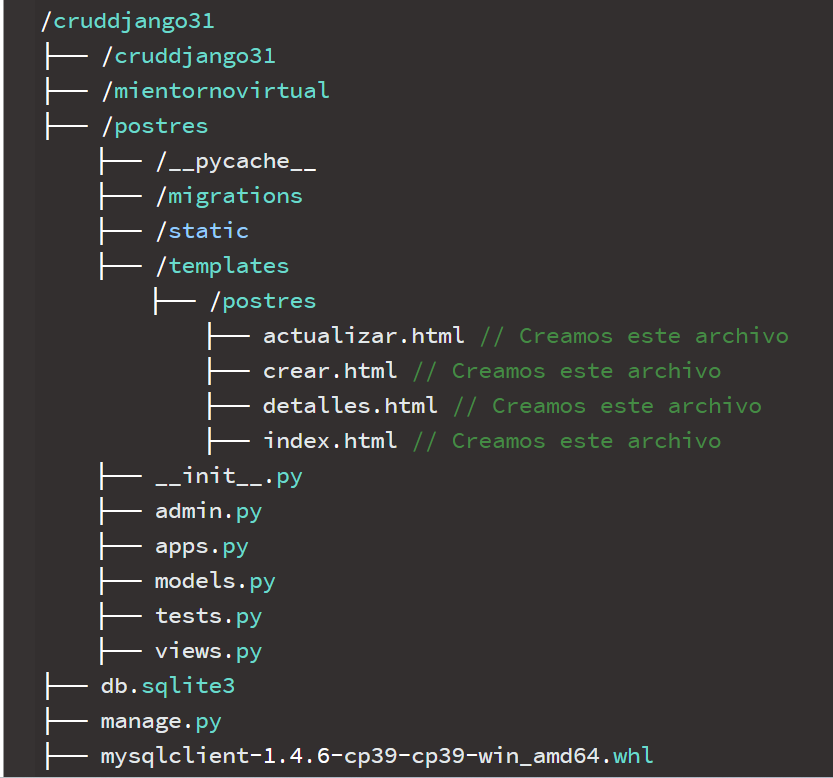 /cruddjango31
├── /cruddjango31
├── /mientornovirtual
├── /postres
    ├── /__pycache__
    ├── /migrations
    ├── /static
    ├── /templates
        ├── /postres
            ├── actualizar.html // Creamos este archivo
            ├── crear.html // Creamos este archivo
            ├── detalles.html // Creamos este archivo
            ├── index.html // Creamos este archivo
    ├── __init__.py
    ├── admin.py
    ├── apps.py
    ├── models.py
    ├── tests.py
    ├── views.py
├── db.sqlite3
├── manage.py
├── mysqlclient-1.4.6-cp39-cp39-win_amd64.whl